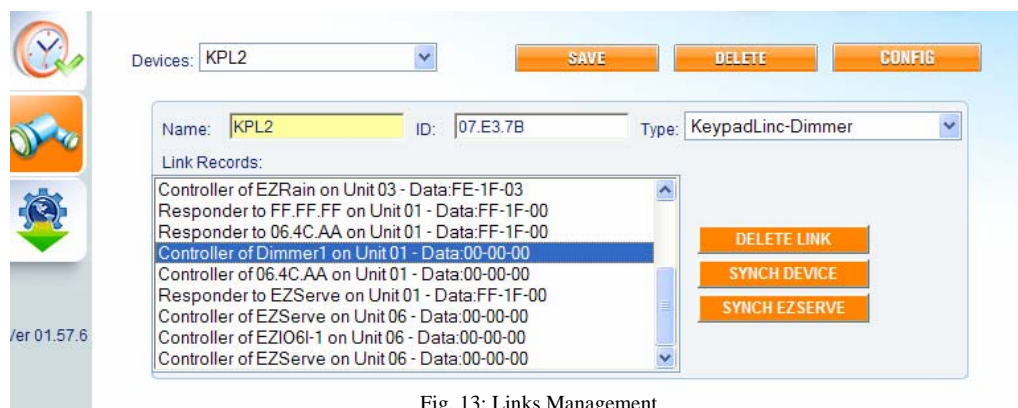 Devices: KPL2 SAVE DELETE CONFIG
Name: KPL2 ID: 07.E3.7B Type: KeypadLinc-Dimmer
Link Records:
Controller of EZRain on Unit 03 - Data:FE-1F-03
Responder to FF.FF.FF on Unit 01 - Data:FF-1F-00
Responder to 06.4C.AA on Unit 01 - Data:FF-1F-00
Controller of Dimmer1 on Unit 01 - Data:00-00-00
Controller of 06.4C.AA on Unit 01 - Data:00-00-00
Responder to EZServe on Unit 01 - Data:FF-1F-00
Controller of EZServe on Unit 06 - Data:00-00-00
Controller of EZIO6I-1 on Unit 06 - Data:00-00-00
Controller of EZServe on Unit 06 - Data:00-00-00
DELETE LINK
SYNCH DEVICE
SYNCH EZSERVE
/er 01.57.6
Fig. 13: Links Management